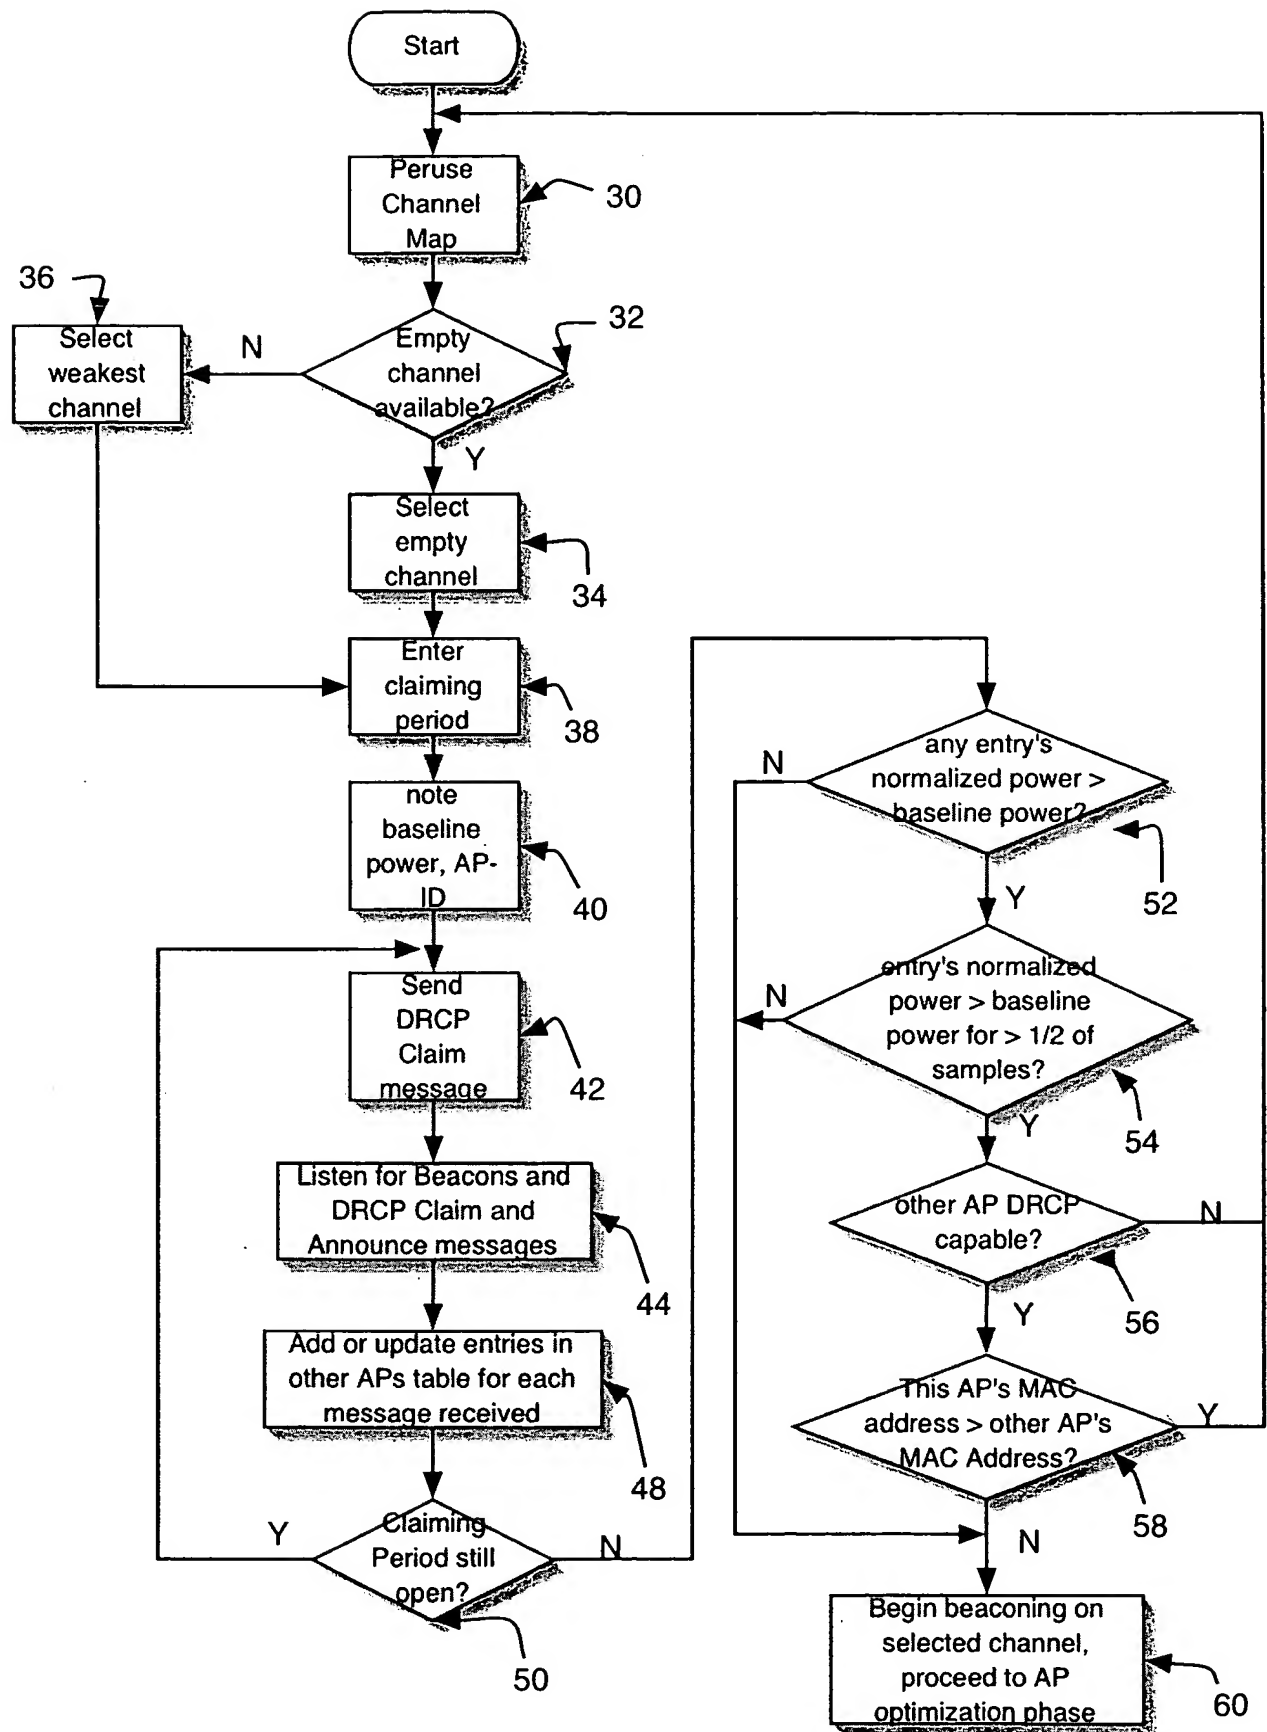 Start
Peruse
Channel
Map
30
36
Select
weakest
channel
N
Empty
channel
available?
32
Y
Select
empty
channel
34
Enter
claiming
period
38
note
baseline
power, AP-
ID
40
Send
DRCP
Claim
message
42
Listen for Beacons and
DRCP Claim and
Announce messages
44
Add or update entries in
other APs table for each
message received
48
Y
Claiming
Period still
open?
N
50
N
any entry's
normalized power >
baseline power?
52
Y
N
entry's normalized
power > baseline
power for > 1/2 of
samples?
54
Y
other AP DRCP
capable?
N
56
Y
This AP's MAC
address > other AP's
MAC Address?
Y
58
N
Begin beaconing on
selected channel,
proceed to AP
optimization phase
60